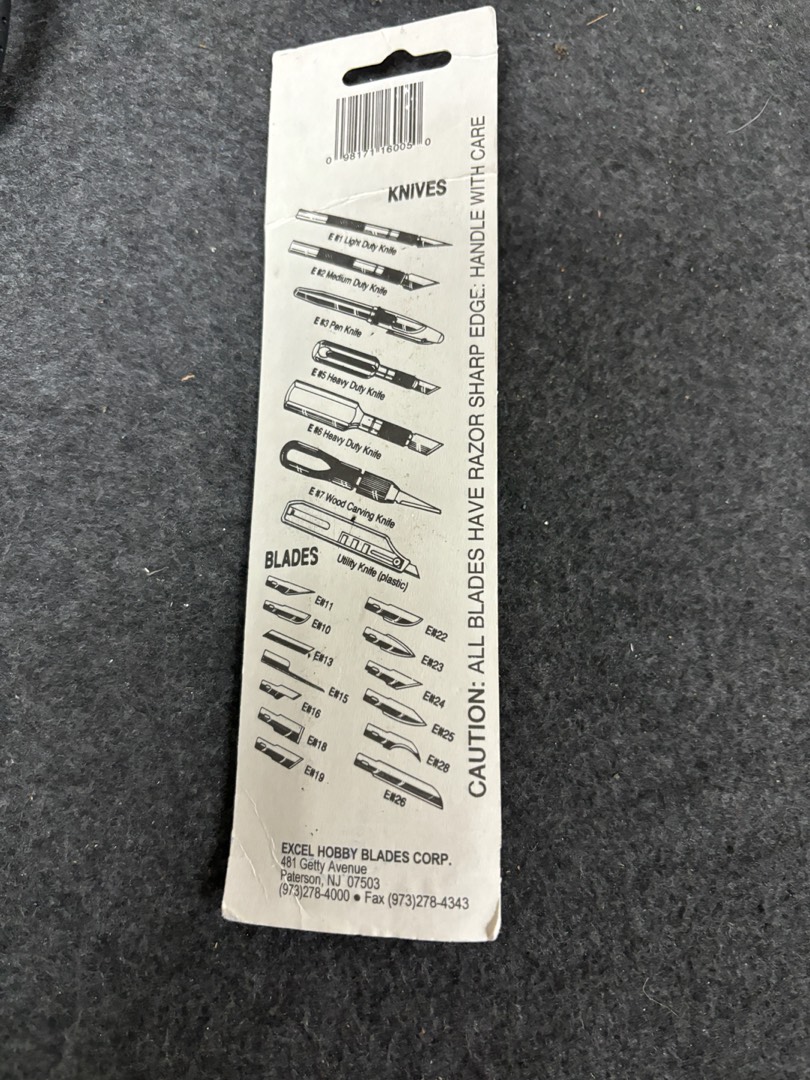 0 98171 16005 0
KNIVES
E #1 Light Duty Knife
E #2 Medium Duty Knife
E #3 Pen Knife
E #5 Heavy Duty Knife
E #6 Heavy Duty Knife
E #7 Wood Carving Knife
Utility Knife (plastic)
BLADES
E#11
E#10
E#13
E#15
E#16
E#18
E#19
E#22
E#23
E#24
E#25
E#28
E#26
CAUTION: ALL BLADES HAVE RAZOR SHARP EDGE: HANDLE WITH CARE
EXCEL HOBBY BLADES CORP.
481 Getty Avenue
Paterson, NJ 07503
(973)278-4000 • Fax (973)278-4343